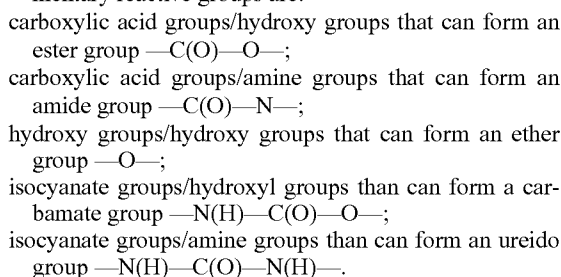 mentary reactive groups are:
carboxylic acid groups/hydroxy groups that can form an
ester group —C(O)—O—;
carboxylic acid groups/amine groups that can form an
amide group —C(O)—N—;
hydroxy groups/hydroxy groups that can form an ether
group —O—;
isocyanate groups/hydroxyl groups than can form a car-
bamate group —N(H)—C(O)—O—;
isocyanate groups/amine groups than can form an ureido
group —N(H)—C(O)—N(H)—.